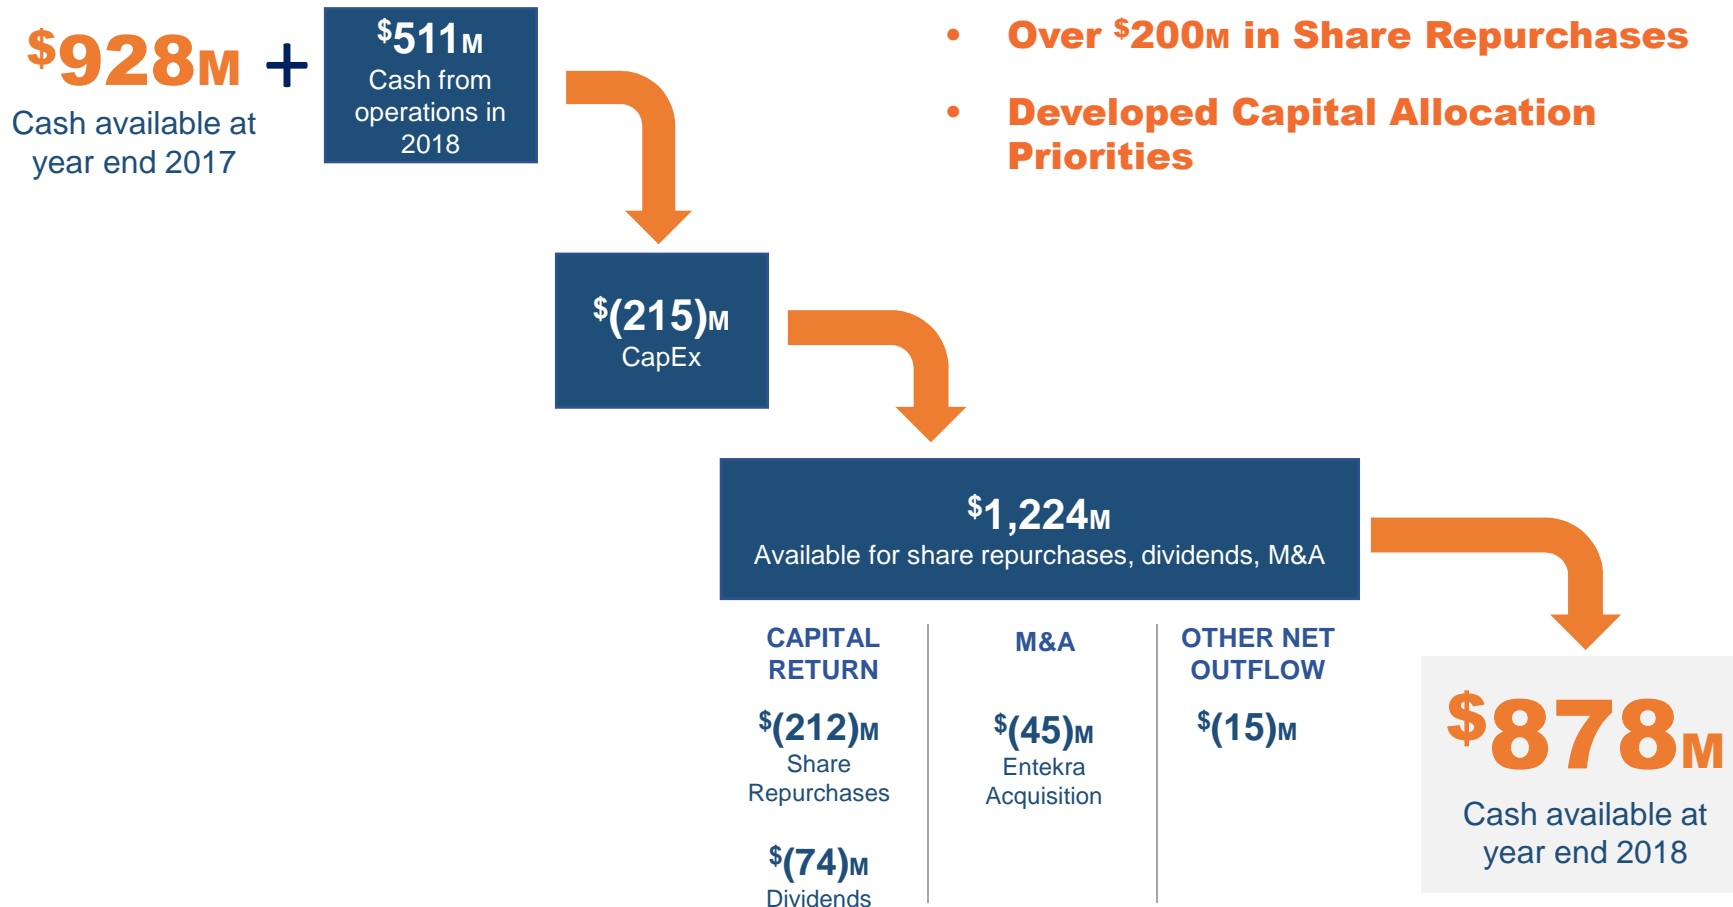 $928M
+
Cash available at
year end 2017
$511M
Cash from
operations in
2018
• Over $200M in Share Repurchases
• Developed Capital Allocation
Priorities
$(215)M
CapEx
$1,224M
Available for share repurchases, dividends, M&A
CAPITAL
RETURN
$(212)M
Share
Repurchases
$(74)M
Dividends
M&A
$(45)M
Entekra
Acquisition
OTHER NET
OUTFLOW
$(15)M
$878M
Cash available at
year end 2018